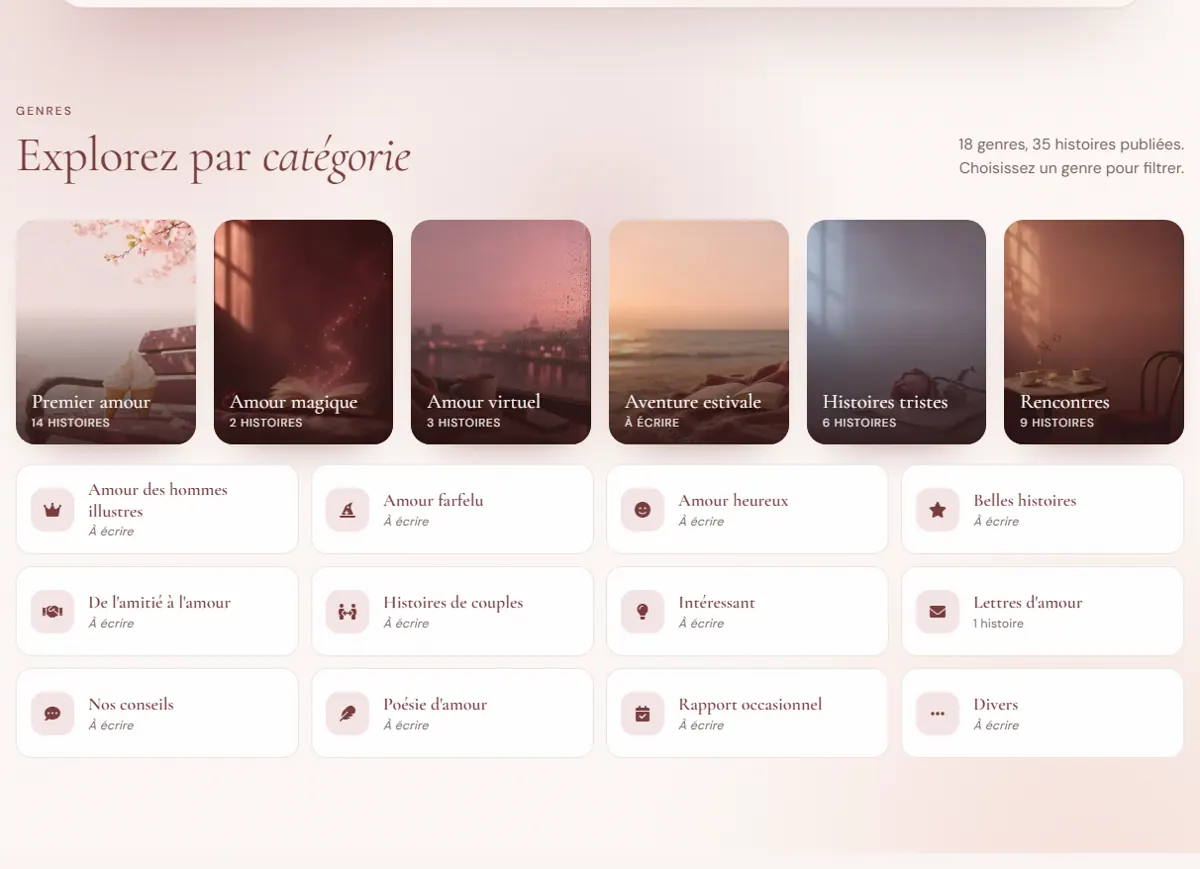 GENRES
Explorez par catégorie
18 genres, 35 histoires publiées.
Choisissez un genre pour filtrer.
Premier amour
14 HISTOIRES
Amour magique
2 HISTOIRES
Amour virtuel
3 HISTOIRES
Aventure estivale
À ÉCRIRE
Histoires tristes
6 HISTOIRES
Rencontres
9 HISTOIRES
Amour des hommes
illustres
À écrire
Amour farfelu
À écrire
Amour heureux
À écrire
Belles histoires
À écrire
De l'amitié à l'amour
À écrire
Histoires de couples
À écrire
Intéressant
À écrire
Lettres d'amour
1 histoire
Nos conseils
À écrire
Poésie d'amour
À écrire
Rapport occasionnel
À écrire
Divers
À écrire